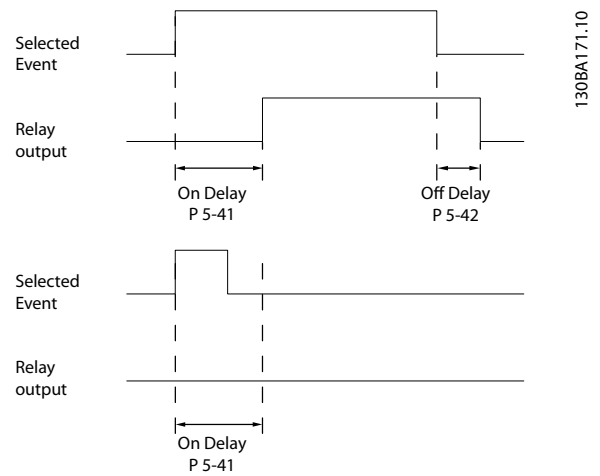 Selected
Event
Relay
output
On Delay
P 5-41
Off Delay
P 5-42
Selected
Event
Relay
output
On Delay
P 5-41
130BA171.10